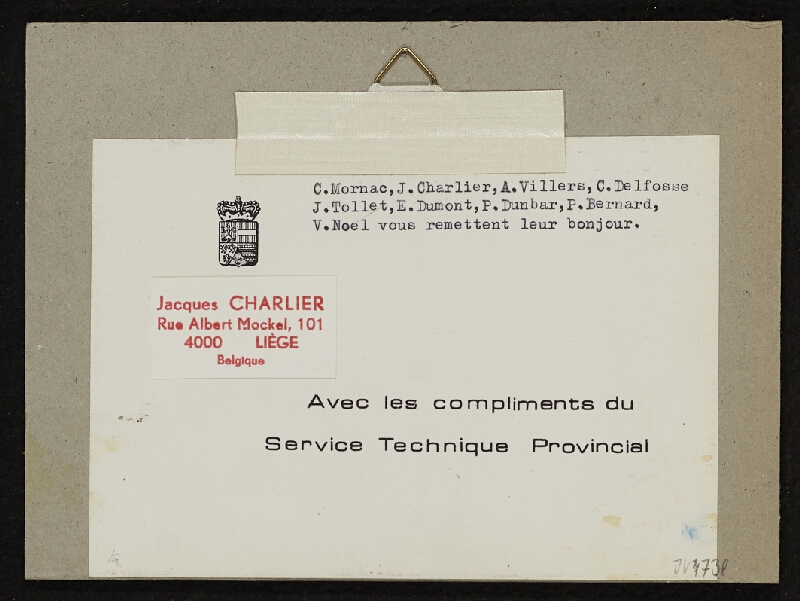 C.Mornac,J.Charlier,A.Villers,C.Delfosse
J.Tollet,E.Dumont,P.Dunbar,P.Bernard,
V.Noel vous remettent leur bonjour.
Jacques CHARLIER
Rue Albert Mockel, 101
4000 LIÈGE
Belgique
Avec les compliments du
Service Technique Provincial